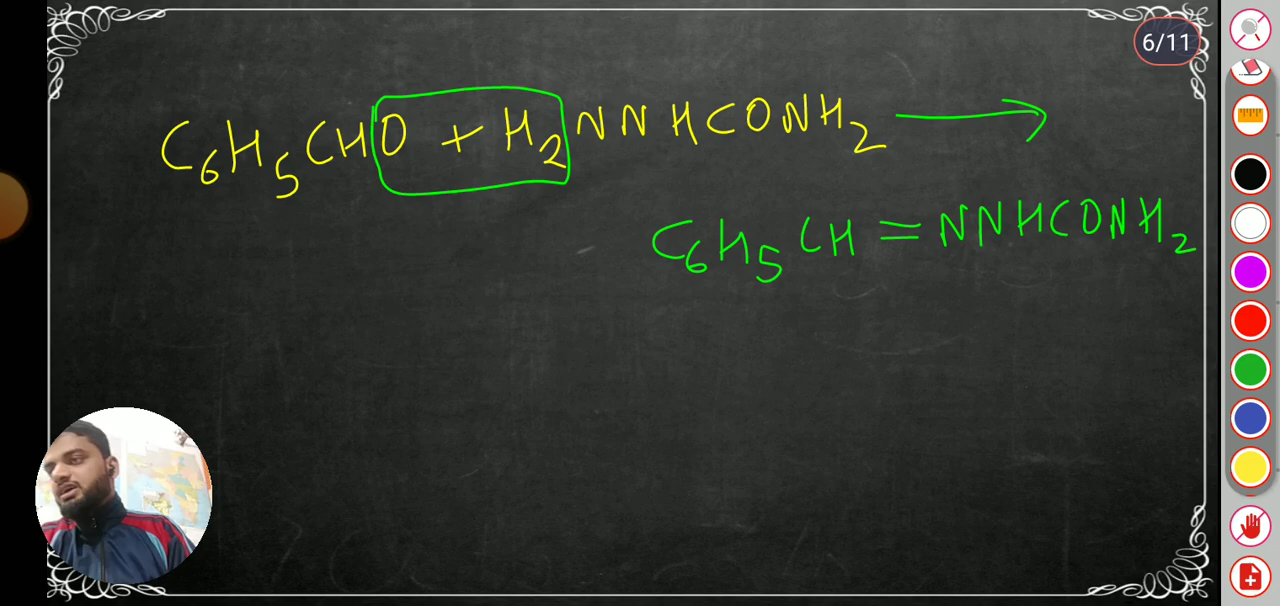 6/11
C₆H₅CHO + H₂NNHCONH₂ ⟶
C₆H₅CH = NNHCONH₂